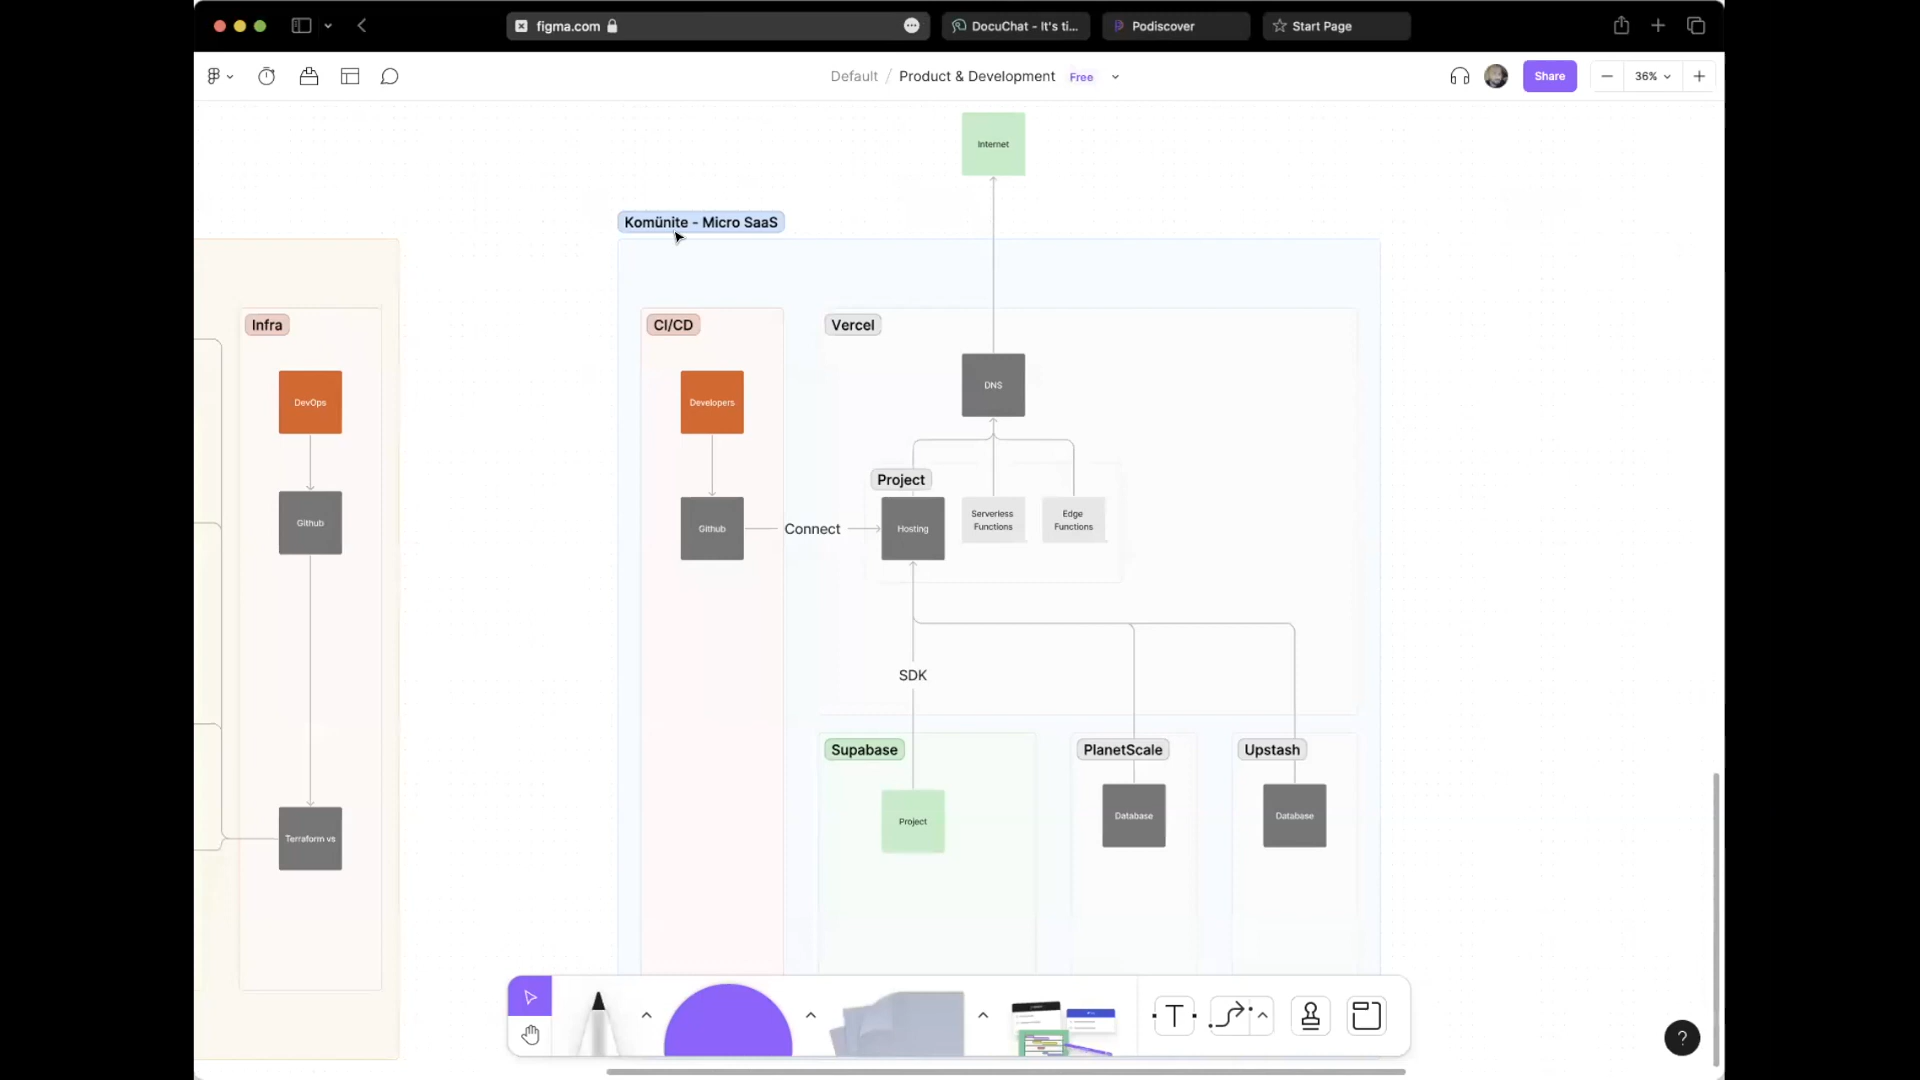 figma.com
DocuChat - It's ti...
Podiscover
Start Page
Default / Product & Development Free
Share
36%
Internet
Komünite - Micro SaaS
Infra
CI/CD
Vercel
DevOps
Developers
DNS
Project
Github
Github
Connect
Hosting
Serverless
Functions
Edge
Functions
SDK
Supabase
PlanetScale
Upstash
Terraform vs
Project
Database
Database
T
?